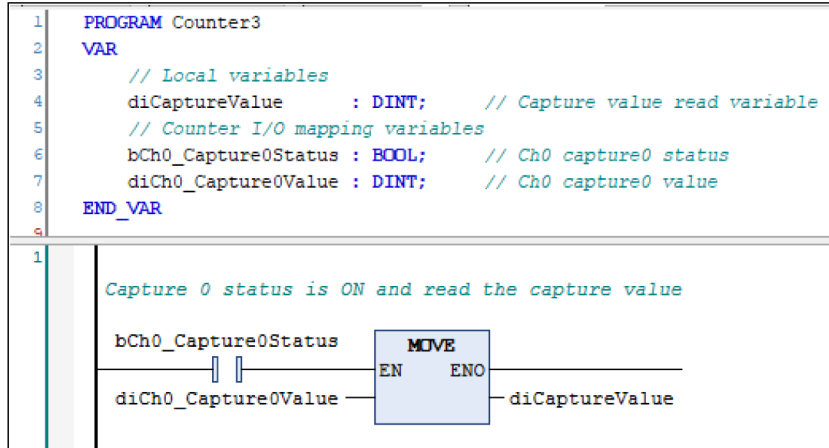 1 PROGRAM Counter3
2 VAR
3 // Local variables
4 diCaptureValue : DINT; // Capture value read variable
5 // Counter I/O mapping variables
6 bCh0_Capture0Status : BOOL; // Ch0 capture0 status
7 diCh0_Capture0Value : DINT; // Ch0 capture0 value
8 END_VAR
9
1
Capture 0 status is ON and read the capture value
bCh0_Capture0Status MOVE
EN ENO
diCh0_Capture0Value diCaptureValue